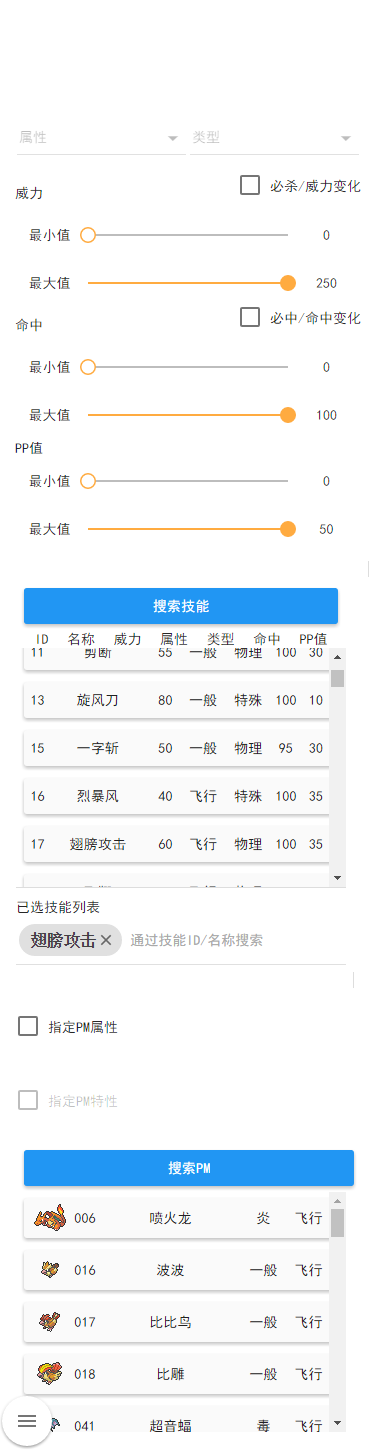 属性 类型
必杀/威力变化
威力
最小值 0
最大值 250
必中/命中变化
命中
最小值 0
最大值 100
PP值
最小值 0
最大值 50
搜索技能
ID 名称 威力 属性 类型 命中 PP值
11 剪断 55 一般 物理 100 30
13 旋风刀 80 一般 特殊 100 10
15 一字斩 50 一般 物理 95 30
16 烈暴风 40 飞行 特殊 100 35
17 翅膀攻击 60 飞行 物理 100 35
已选技能列表
翅膀攻击 通过技能ID/名称搜索
指定PM属性
指定PM特性
搜索PM
006 喷火龙 炎 飞行
016 波波 一般 飞行
017 比比鸟 一般 飞行
018 比雕 一般 飞行
041 超音蝠 毒 飞行